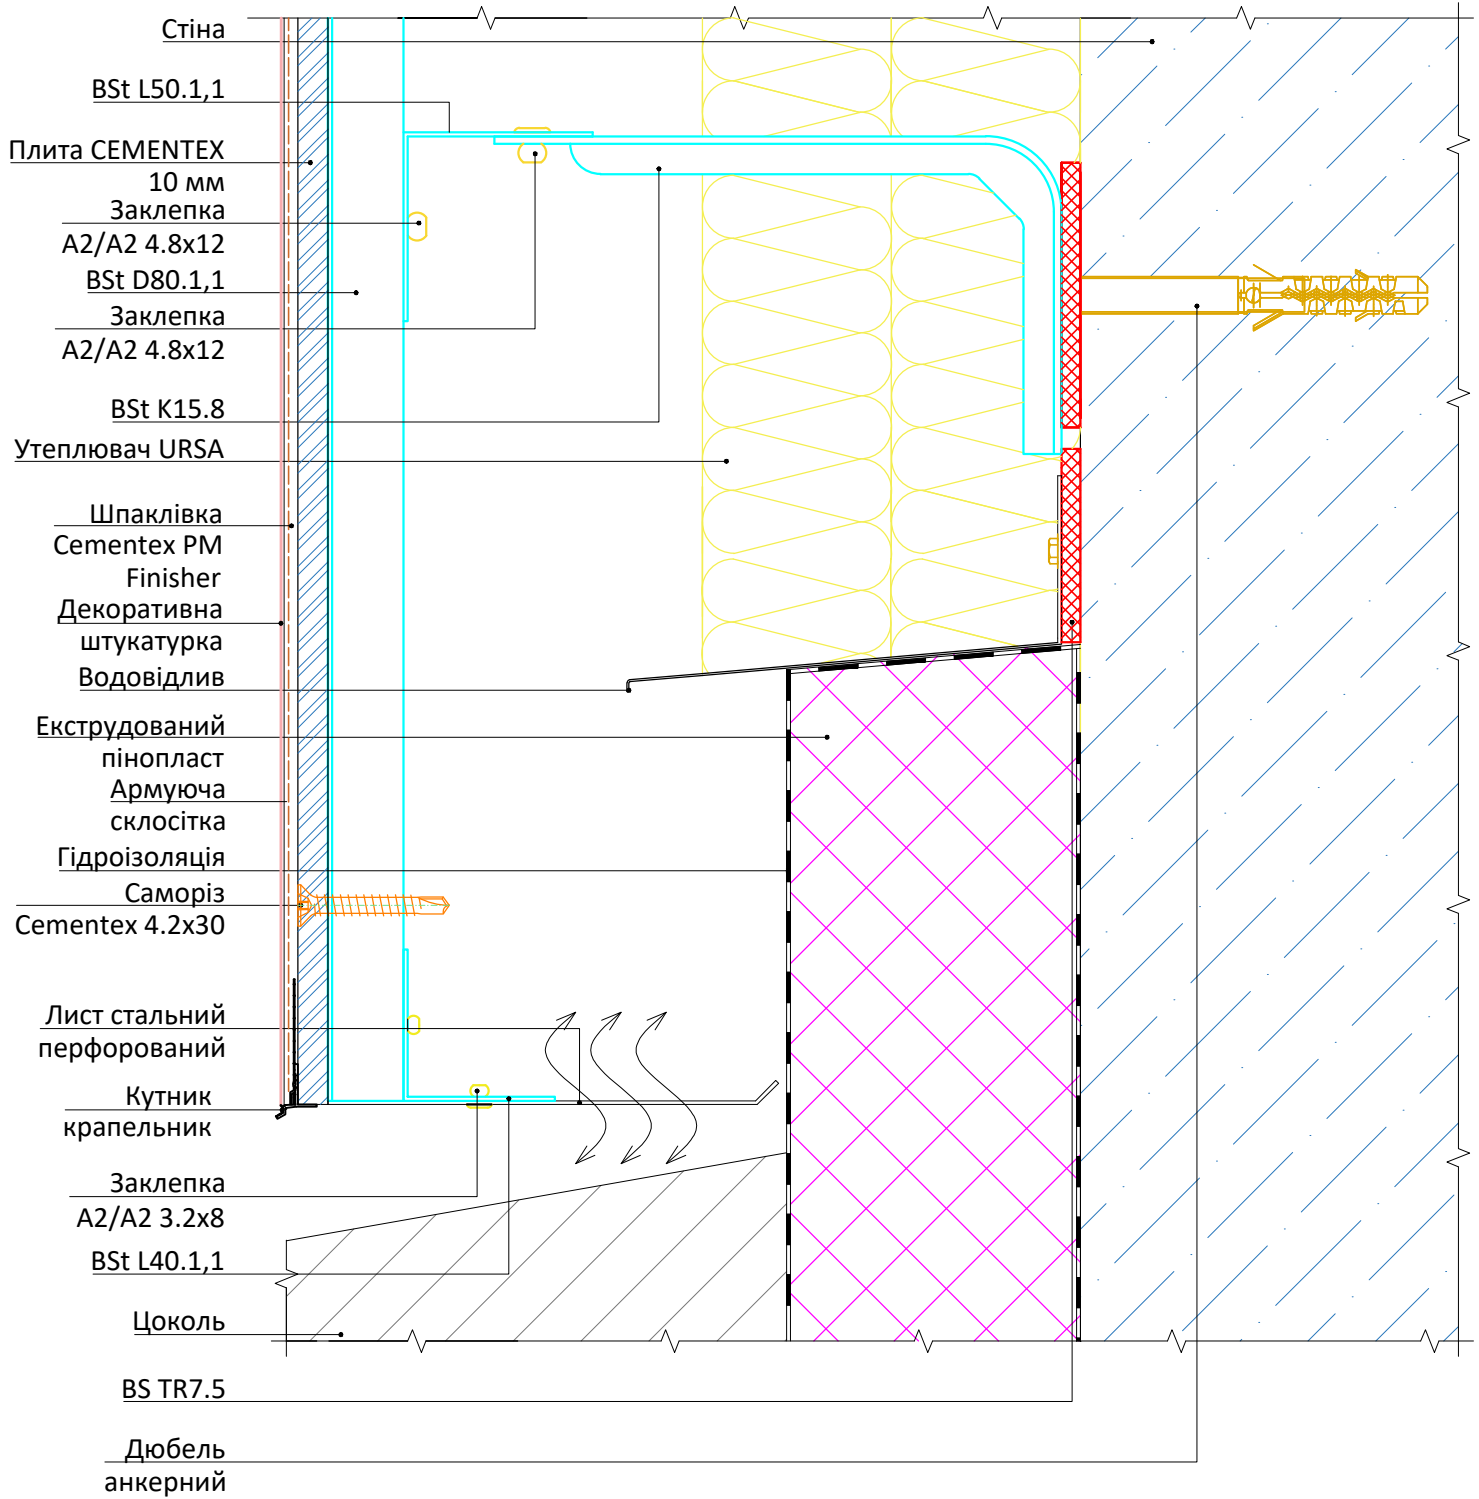 Стіна
BSt L50.1,1
Плита CEMENTEX
10 мм
Заклепка
A2/A2 4.8x12
BSt D80.1,1
Заклепка
A2/A2 4.8x12
BSt K15.8
Утеплювач URSA
Шпаклівка
Cementex PM
Finisher
Декоративна
штукатурка
Водовідлив
Екструдований
пінопласт
Армуюча
склосітка
Гідроізоляція
Саморіз
Cementex 4.2x30
Лист стальний
перфорований
Кутник
крапельник
Заклепка
A2/A2 3.2x8
BSt L40.1,1
Цоколь
BS TR7.5
Дюбель
анкерний